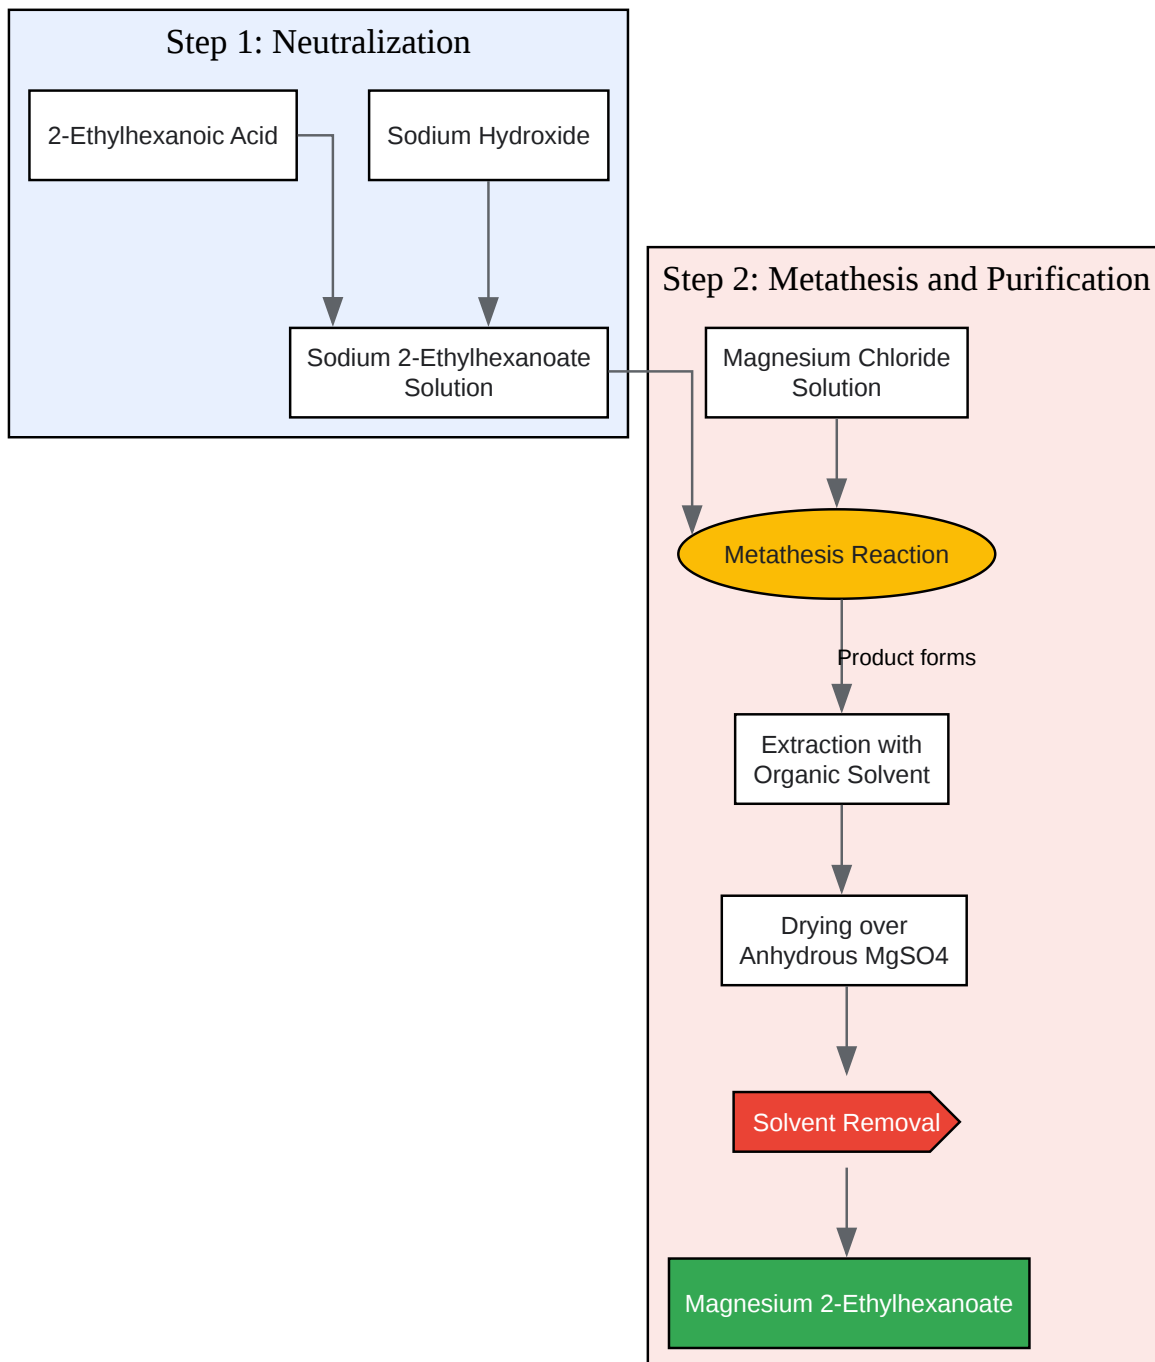 Step 1: Neutralization
2-Ethylhexanoic Acid
Sodium Hydroxide
Sodium 2-Ethylhexanoate
Solution
Step 2: Metathesis and Purification
Magnesium Chloride
Solution
Metathesis Reaction
Product forms
Extraction with
Organic Solvent
Drying over
Anhydrous MgSO4
Solvent Removal
Magnesium 2-Ethylhexanoate